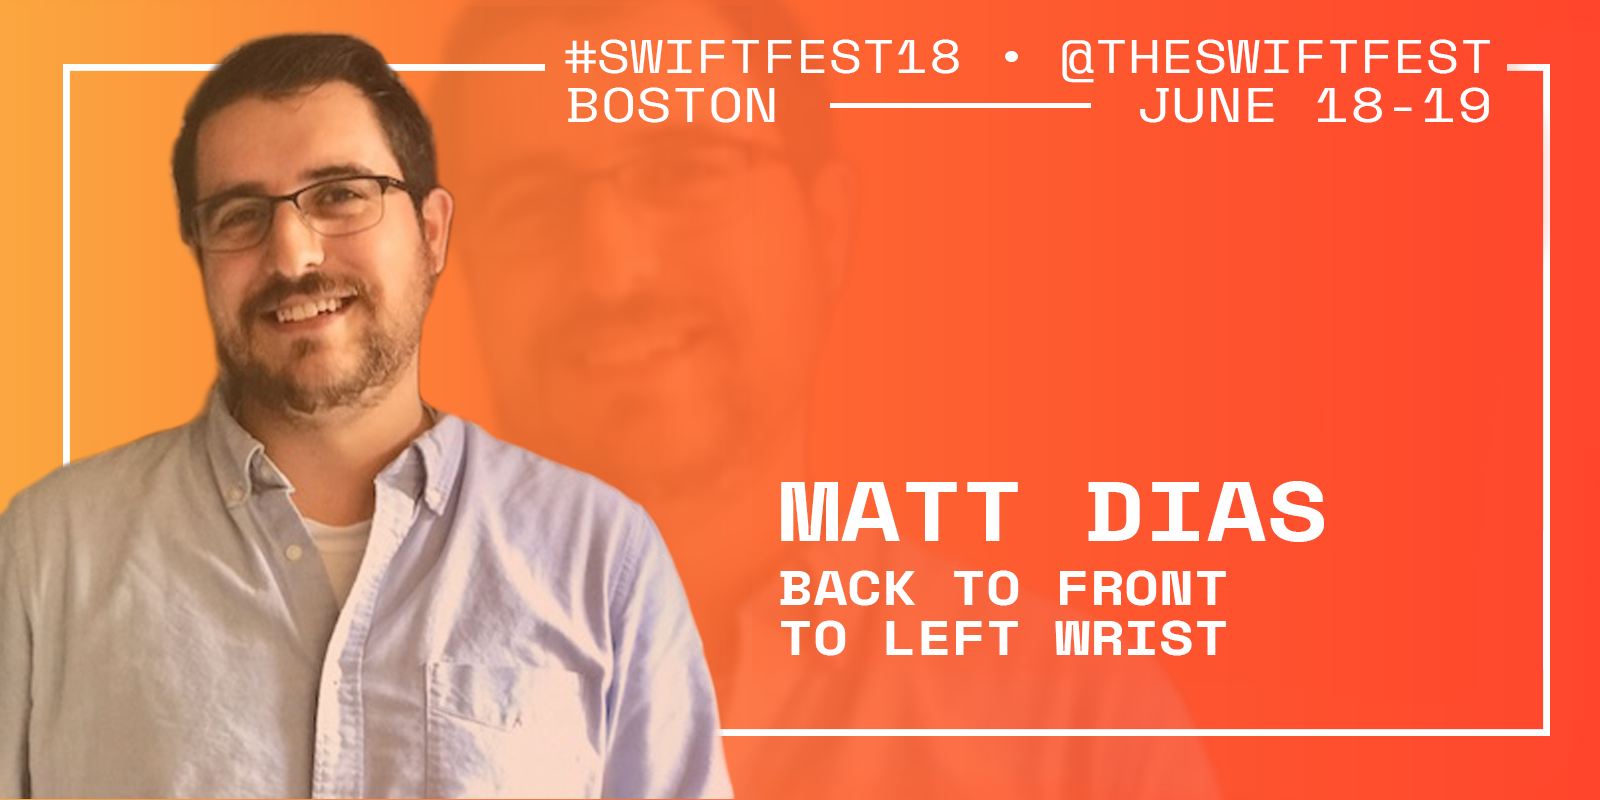 #SWIFTFEST18 • @THESWIFTFEST
BOSTON JUNE 18-19
MATT DIAS
BACK TO FRONT
TO LEFT WRIST